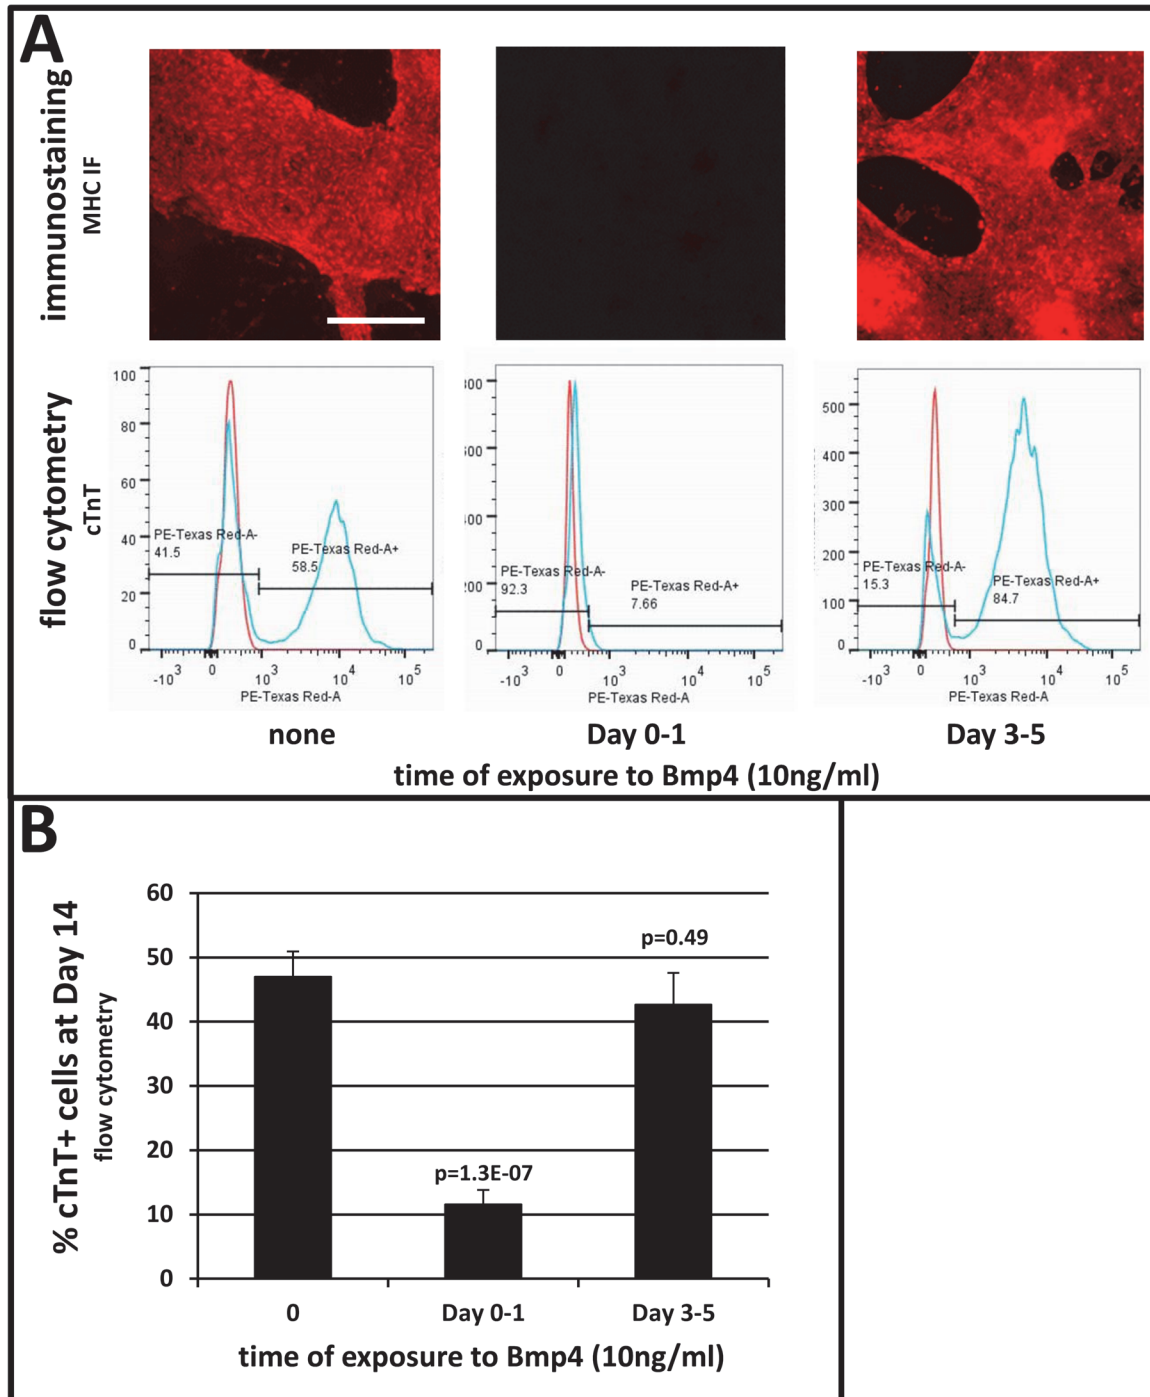 A
immunostaining
MHC IF
flow cytometry
cTnT
100
80
60
40
20
0
PE-Texas Red-A-
41.5
PE-Texas Red-A+
58.5
-10³ 0 10³ 10⁴ 10⁵
PE-Texas Red-A
600
400
200
0
PE-Texas Red-A-
92.3
PE-Texas Red-A+
7.66
-10³ 0 10³ 10⁴ 10⁵
PE-Texas Red-A
500
400
300
200
100
0
PE-Texas Red-A-
15.3
PE-Texas Red-A+
84.7
-10³ 0 10³ 10⁴ 10⁵
PE-Texas Red-A
none Day 0-1 Day 3-5
time of exposure to Bmp4 (10ng/ml)
B
% cTnT+ cells at Day 14
flow cytometry
60
50
40
30
20
10
0
p=1.3E-07
p=0.49
0 Day 0-1 Day 3-5
time of exposure to Bmp4 (10ng/ml)